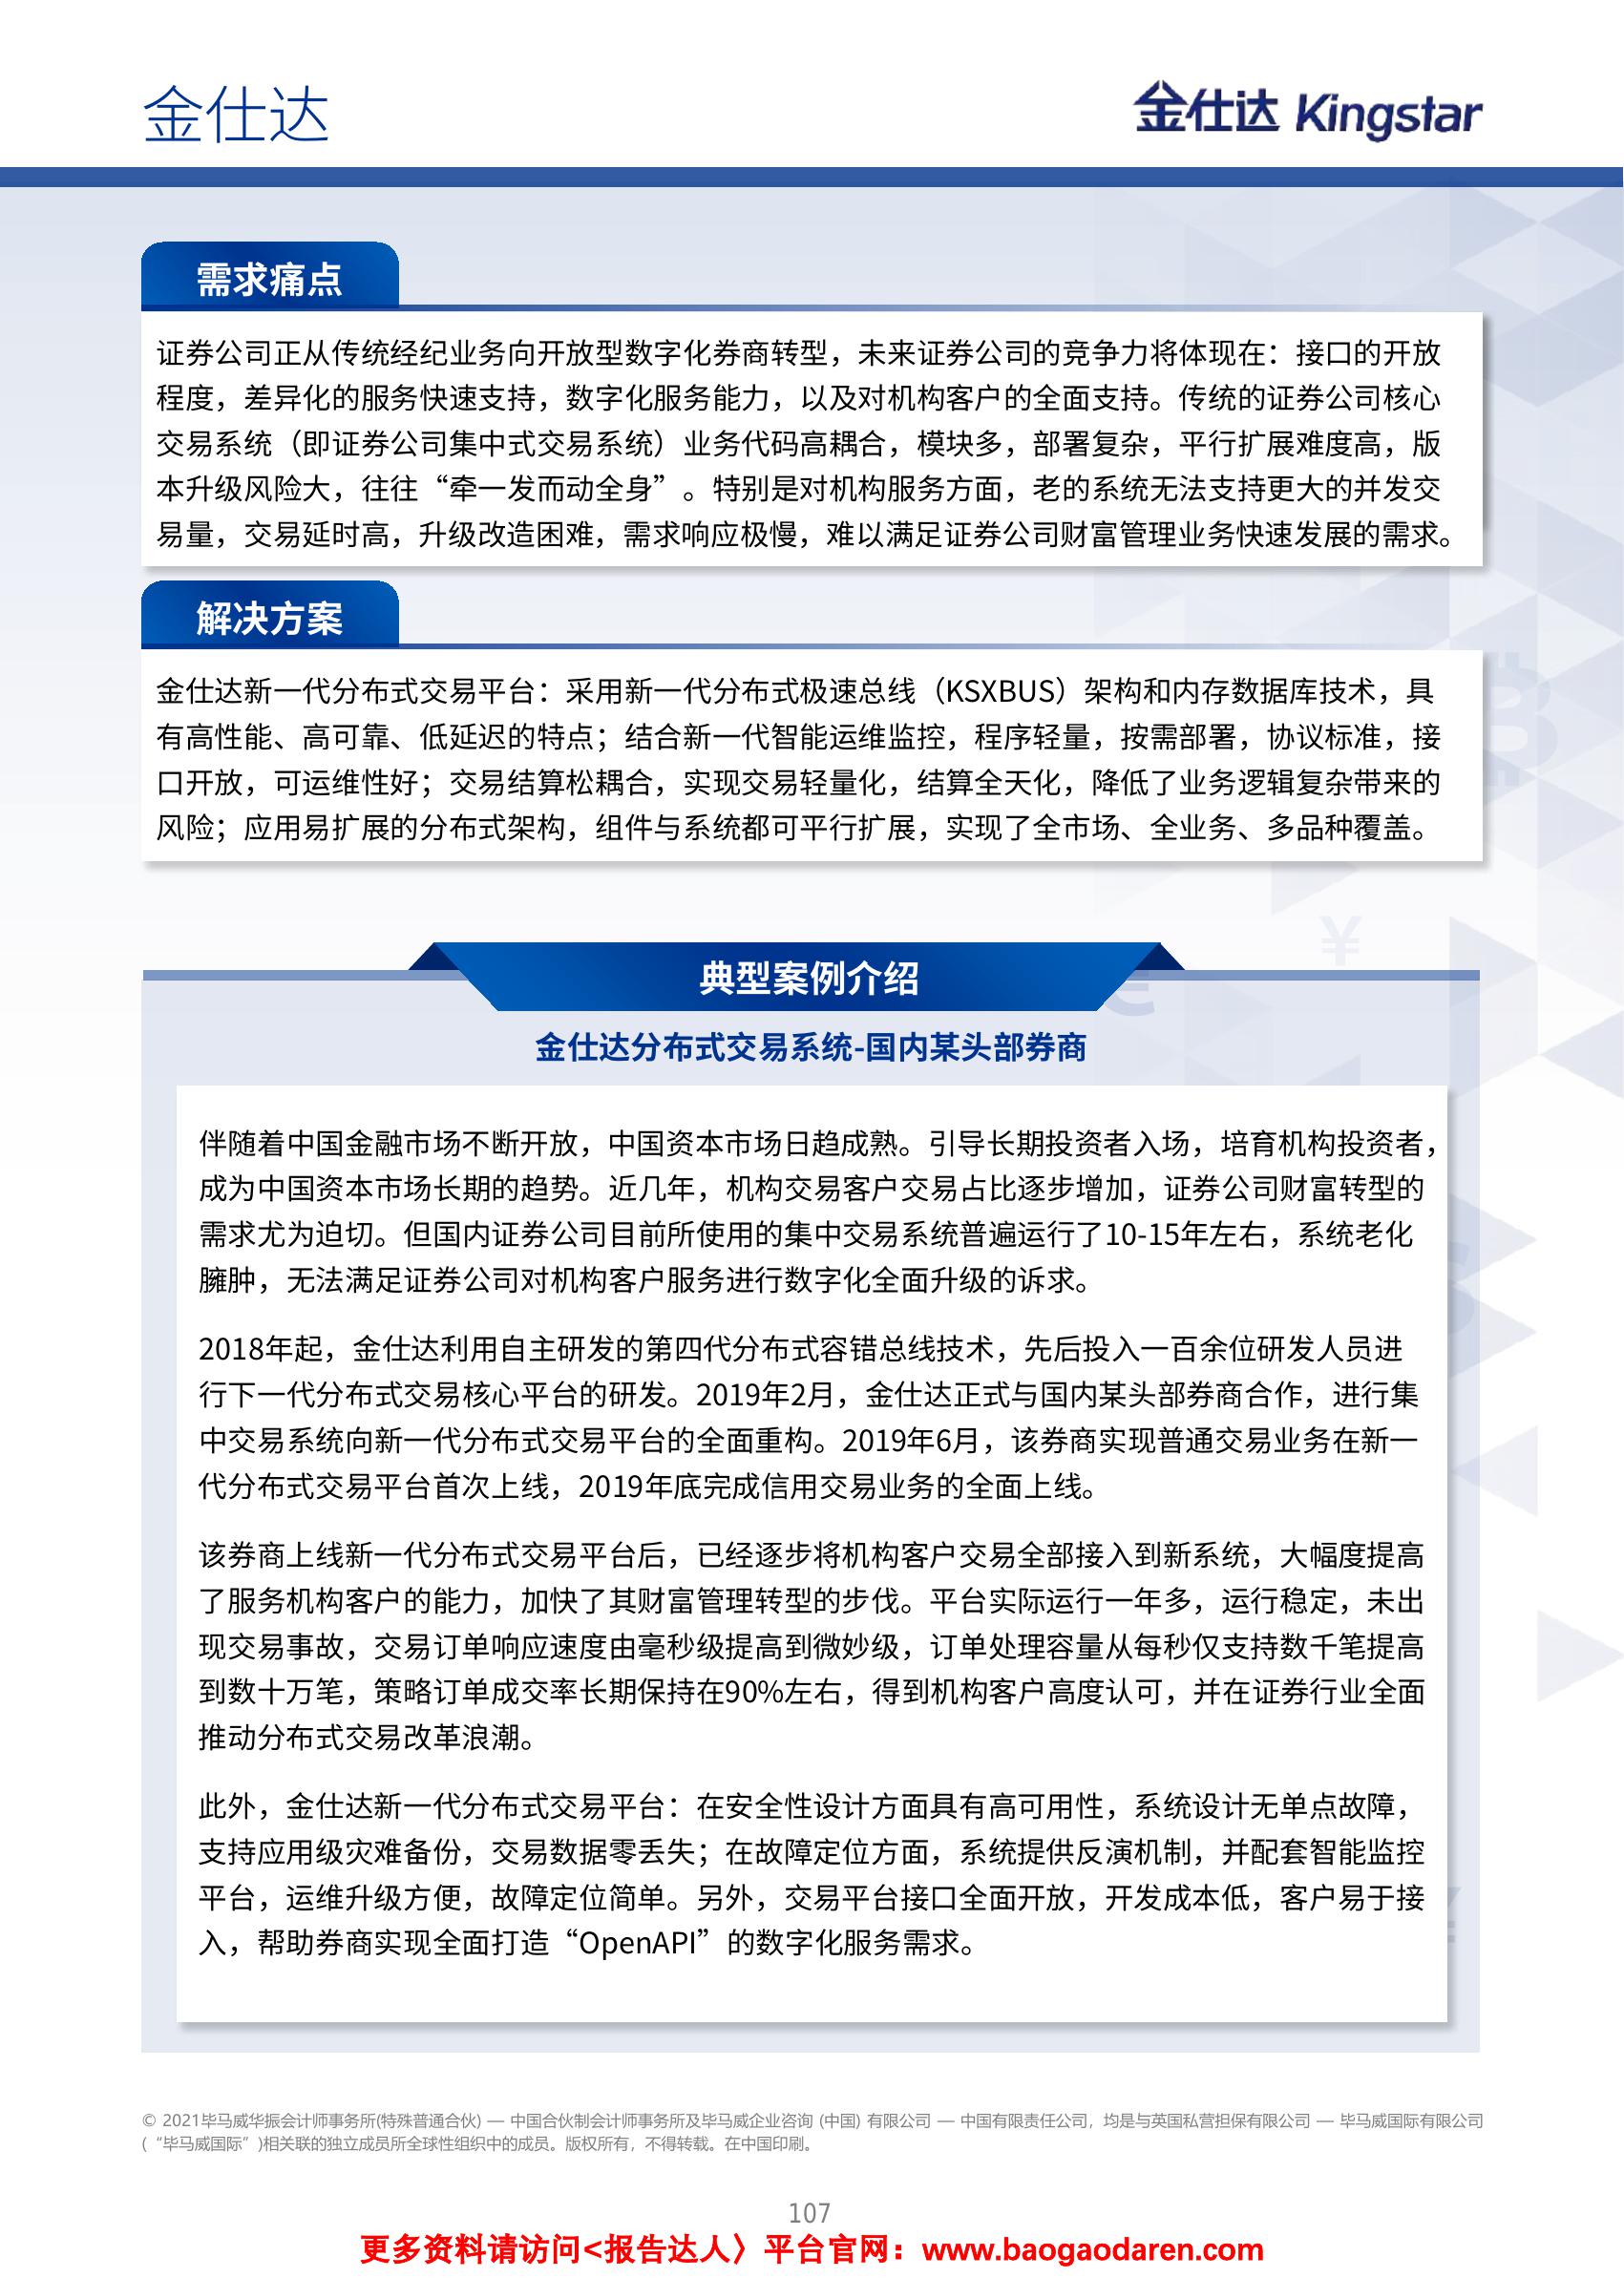 金仕达
金仕达 Kingstar
需求痛点
证券公司正从传统经纪业务向开放型数字化券商转型，未来证券公司的竞争力将体现在：接口的开放
程度，差异化的服务快速支持，数字化服务能力，以及对机构客户的全面支持。传统的证券公司核心
交易系统（即证券公司集中式交易系统）业务代码高耦合，模块多，部署复杂，平行扩展难度高，版
本升级风险大，往往“牵一发而动全身”。特别是对机构服务方面，老的系统无法支持更大的并发交
易量，交易延时高，升级改造困难，需求响应极慢，难以满足证券公司财富管理业务快速发展的需求。
解决方案
金仕达新一代分布式交易平台：采用新一代分布式极速总线（KSXBUS）架构和内存数据库技术，具
有高性能、高可靠、低延迟的特点；结合新一代智能运维监控，程序轻量，按需部署，协议标准，接
口开放，可运维性好；交易结算松耦合，实现交易轻量化，结算全天化，降低了业务逻辑复杂带来的
风险；应用易扩展的分布式架构，组件与系统都可平行扩展，实现了全市场、全业务、多品种覆盖。
典型案例介绍
金仕达分布式交易系统-国内某头部券商
伴随着中国金融市场不断开放，中国资本市场日趋成熟。引导长期投资者入场，培育机构投资者，
成为中国资本市场长期的趋势。近几年，机构交易客户交易占比逐步增加，证券公司财富转型的
需求尤为迫切。但国内证券公司目前所使用的集中交易系统普遍运行了10-15年左右，系统老化
臃肿，无法满足证券公司对机构客户服务进行数字化全面升级的诉求。
2018年起，金仕达利用自主研发的第四代分布式容错总线技术，先后投入一百余位研发人员进
行下一代分布式交易核心平台的研发。2019年2月，金仕达正式与国内某头部券商合作，进行集
中交易系统向新一代分布式交易平台的全面重构。2019年6月，该券商实现普通交易业务在新一
代分布式交易平台首次上线，2019年底完成信用交易业务的全面上线。
该券商上线新一代分布式交易平台后，已经逐步将机构客户交易全部接入到新系统，大幅度提高
了服务机构客户的能力，加快了其财富管理转型的步伐。平台实际运行一年多，运行稳定，未出
现交易事故，交易订单响应速度由毫秒级提高到微妙级，订单处理容量从每秒仅支持数千笔提高
到数十万笔，策略订单成交率长期保持在90%左右，得到机构客户高度认可，并在证券行业全面
推动分布式交易改革浪潮。
此外，金仕达新一代分布式交易平台：在安全性设计方面具有高可用性，系统设计无单点故障，
支持应用级灾难备份，交易数据零丢失；在故障定位方面，系统提供反演机制，并配套智能监控
平台，运维升级方便，故障定位简单。另外，交易平台接口全面开放，开发成本低，客户易于接
入，帮助券商实现全面打造“OpenAPI”的数字化服务需求。
© 2021毕马威华振会计师事务所(特殊普通合伙) — 中国合伙制会计师事务所及毕马威企业咨询 (中国) 有限公司 — 中国有限责任公司，均是与英国私营担保有限公司 — 毕马威国际有限公司
(“毕马威国际”)相关联的独立成员所全球性组织中的成员。版权所有，不得转载。在中国印刷。
107
更多资料请访问<报告达人〉平台官网：www.baogaodaren.com